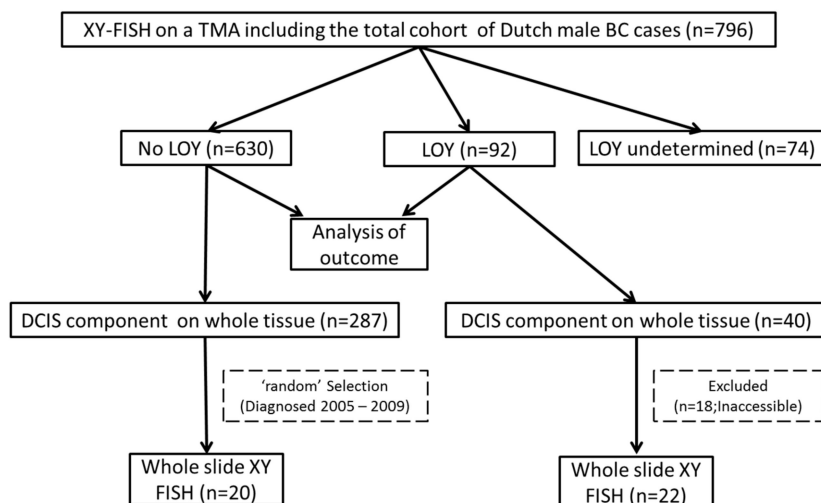 XY-FISH on a TMA including the total cohort of Dutch male BC cases (n=796)
No LOY (n=630)
LOY (n=92)
LOY undetermined (n=74)
Analysis of
outcome
DCIS component on whole tissue (n=287)
DCIS component on whole tissue (n=40)
‘random’ Selection
(Diagnosed 2005 – 2009)
Excluded
(n=18;Inaccessible)
Whole slide XY
FISH (n=20)
Whole slide XY
FISH (n=22)